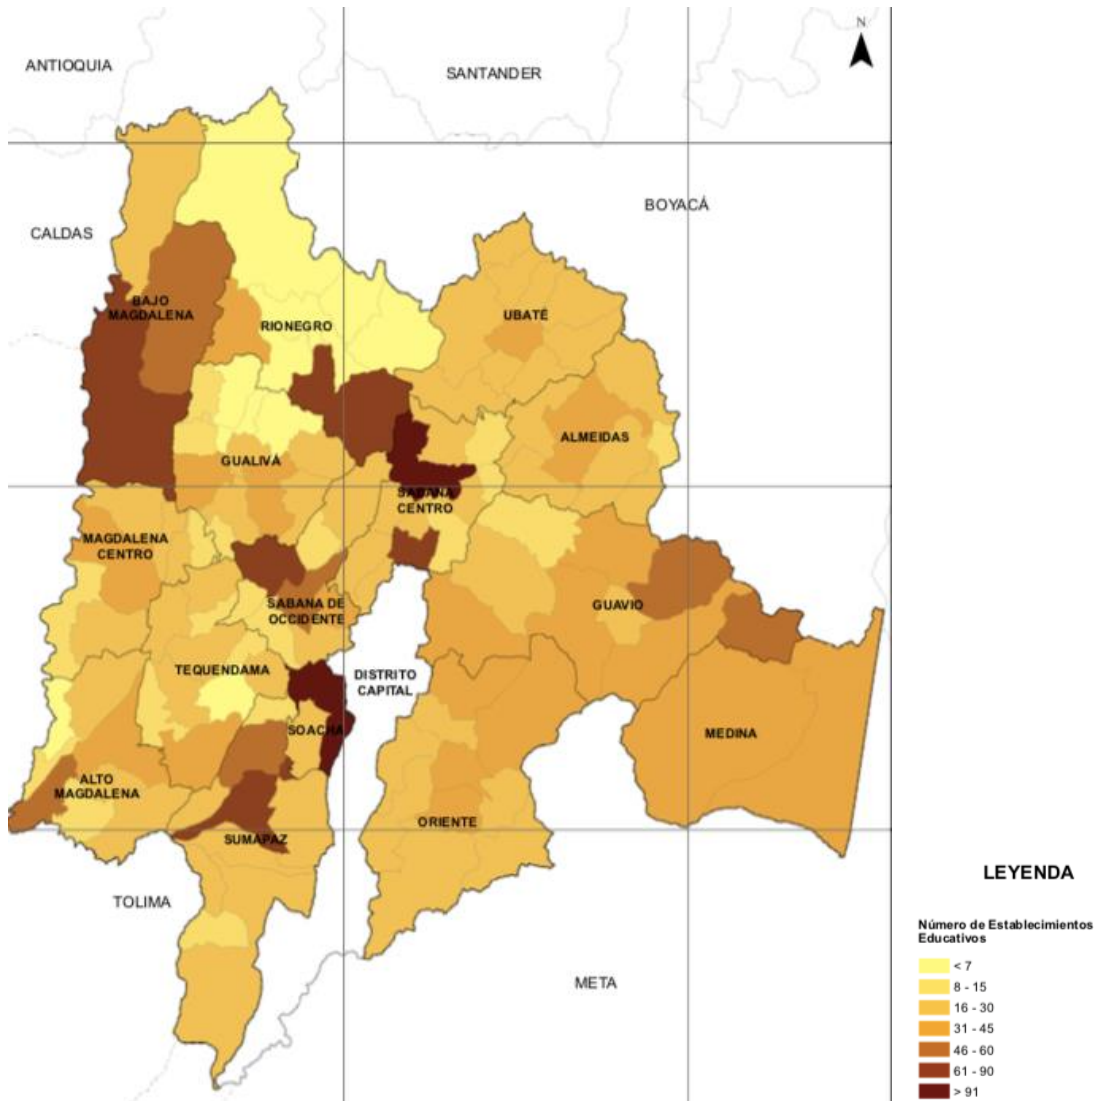 N
ANTIOQUIA
SANTANDER
BOYACÁ
CALDAS
BAJO
MAGDALENA
RIONEGRO
UBATÉ
ALMEIDAS
GUALIVÁ
SABANA
CENTRO
MAGDALENA
CENTRO
SABANA DE
OCCIDENTE
GUAVIO
TEQUENDAMA
DISTRITO
CAPITAL
SOACHA
MEDINA
ALTO
MAGDALENA
ORIENTE
SUMAPAZ
TOLIMA
META
LEYENDA
Número de Establecimientos
Educativos
< 7
8 - 15
16 - 30
31 - 45
46 - 60
61 - 90
> 91